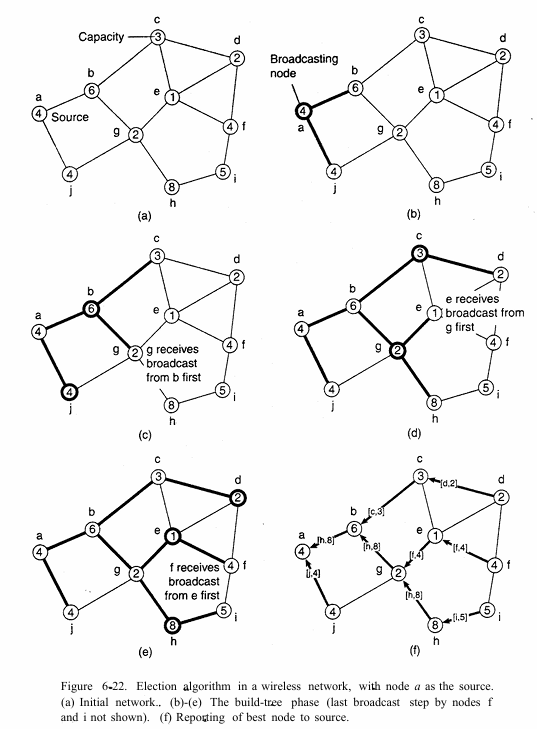 c
Capacity
3
d
2
b
6
a
4
Source
e
1
g
2
4
f
4
j
8
h
5
i
(a)
c
3
d
2
Broadcasting
node
b
6
4
a
e
1
g
2
4
f
4
j
8
h
5
i
(b)
c
3
d
2
b
6
a
4
e
1
g
2
g receives
broadcast
from b first
4
f
4
j
8
h
5
i
(c)
c
3
d
2
b
6
a
4
e
1
e receives
broadcast from
g first
g
2
4
f
4
j
8
h
5
i
(d)
c
3
d
2
b
6
a
4
e
1
g
2
4
f
f receives
broadcast
from e first
4
j
8
h
5
i
(e)
c
3
[d,2]
d
2
b
6
[c,3]
a
4
[h,8]
e
1
[h,8]
[f,4]
[f,4]
g
2
4
f
[j,4]
[h,8]
4
j
8
h
[i,5]
5
i
(f)
Figure 6-22. Election algorithm in a wireless network, with node a as the source.
(a) Initial network.. (b)-(e) The build-tree phase (last broadcast step by nodes f
and i not shown). (f) Reporting of best node to source.